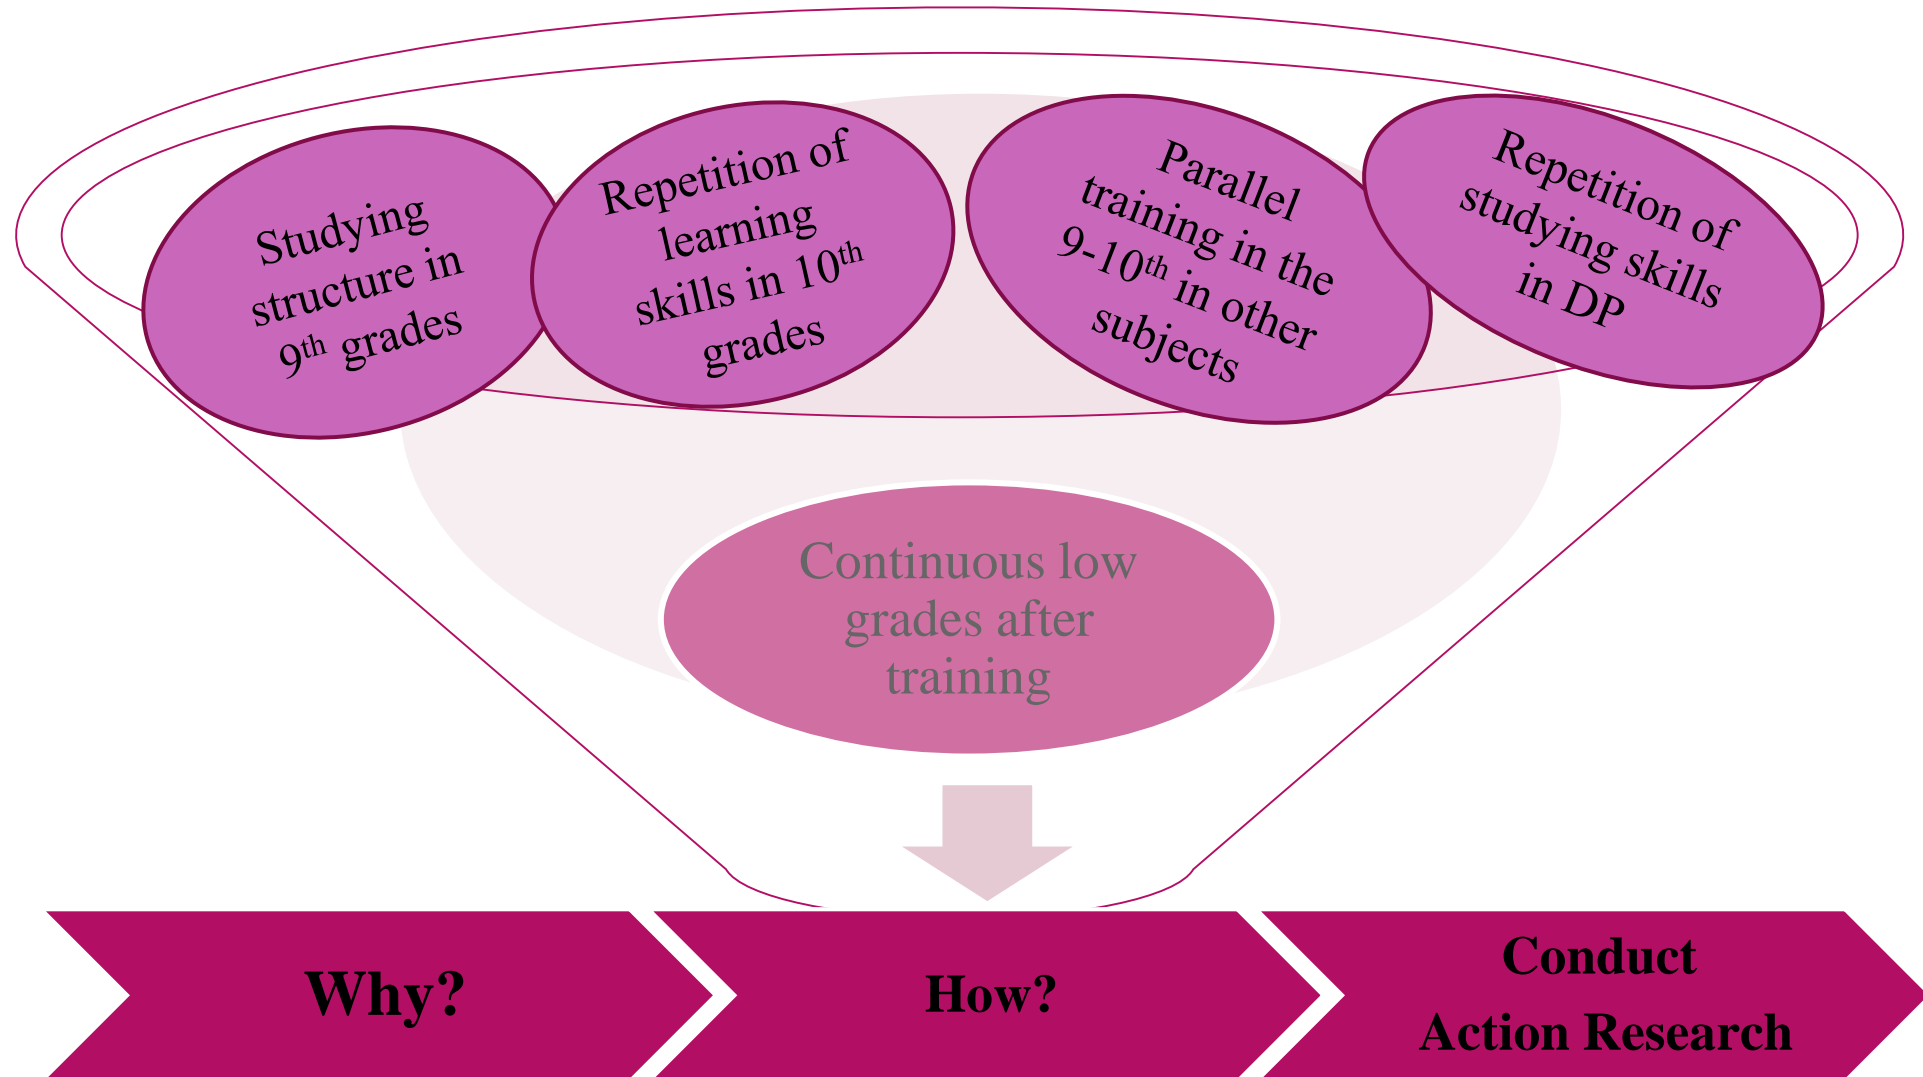 Studying
structure in
9th grades
Repetition of
learning
skills in 10th
grades
Parallel
training in the
9-10th in other
subjects
Repetition of
studying skills
in DP
Continuous low
grades after
training
Why?
How?
Conduct
Action Research